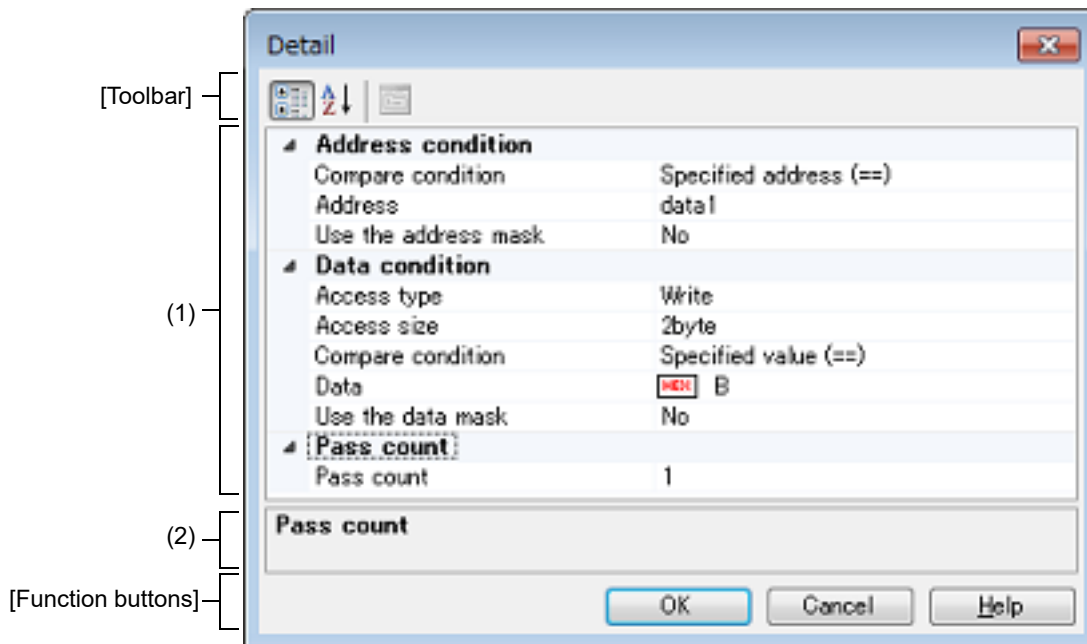 Detail
[Toolbar]
A
Z
Address condition
Compare condition Specified address (==)
Address data1
Use the address mask No
Data condition
Access type Write
Access size 2byte
(1)
Compare condition Specified value (==)
Data HEX B
Use the data mask No
Pass count
Pass count 1
(2)
Pass count
[Function buttons]
OK Cancel Help